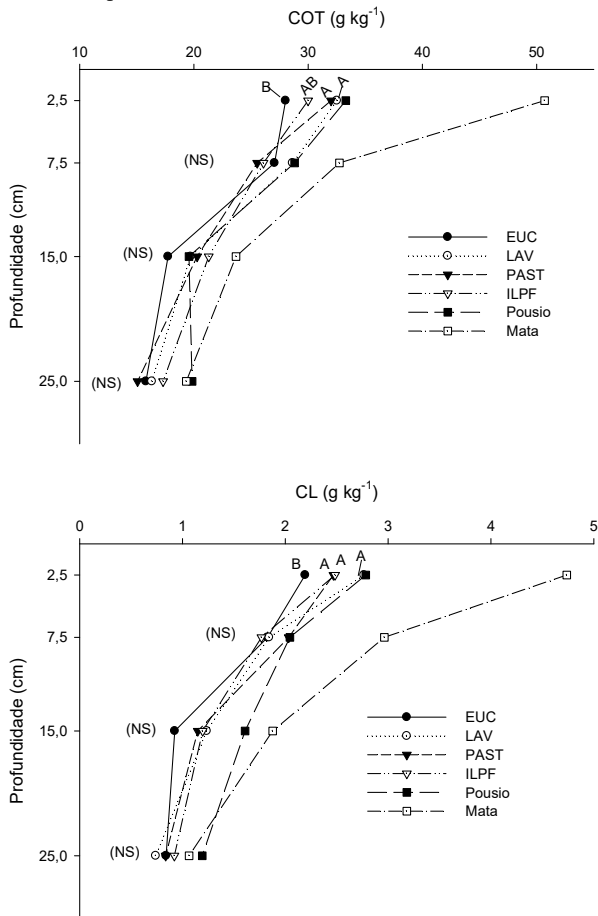 COT (g kg-1)
10 20 30 40 50
B AB A A
2,5
(NS) 7,5
(NS) 15,0
(NS) 25,0
Profundidade (cm)
EUC
LAV
PAST
ILPF
Pousio
Mata
CL (g kg-1)
0 1 2 3 4 5
B A A A
2,5
(NS) 7,5
(NS) 15,0
(NS) 25,0
Profundidade (cm)
EUC
LAV
PAST
ILPF
Pousio
Mata